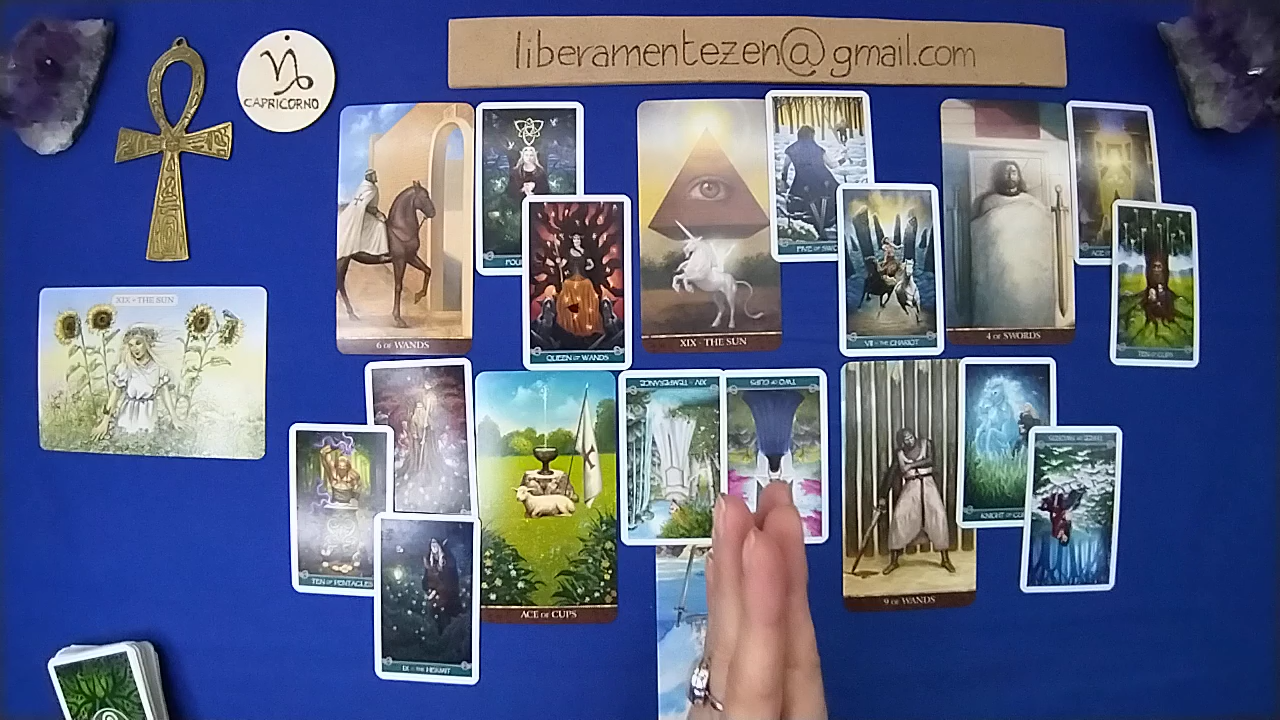 liberamentezen@gmail.com
CAPRICORNO
6 OF WANDS
QUEEN OF WANDS
XIX - THE SUN
FIVE OF
VII - THE CHARIOT
4 OF SWORDS
TEN OF CUPS
XIX - THE SUN
TEN OF PENTACLES
IX - THE HERMIT
ACE OF CUPS
XIV - TEMPERANCE
TWO OF CUPS
9 OF WANDS
KNIGHT OF